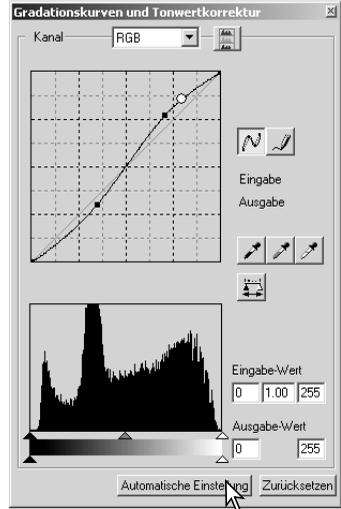 Gradationskurven und Tonwertkorrektur
Kanal RGB
Eingabe
Ausgabe
Eingabe-Wert
0 1.00 255
Ausgabe-Wert
0 255
Automatische Einstellung Zurücksetzen